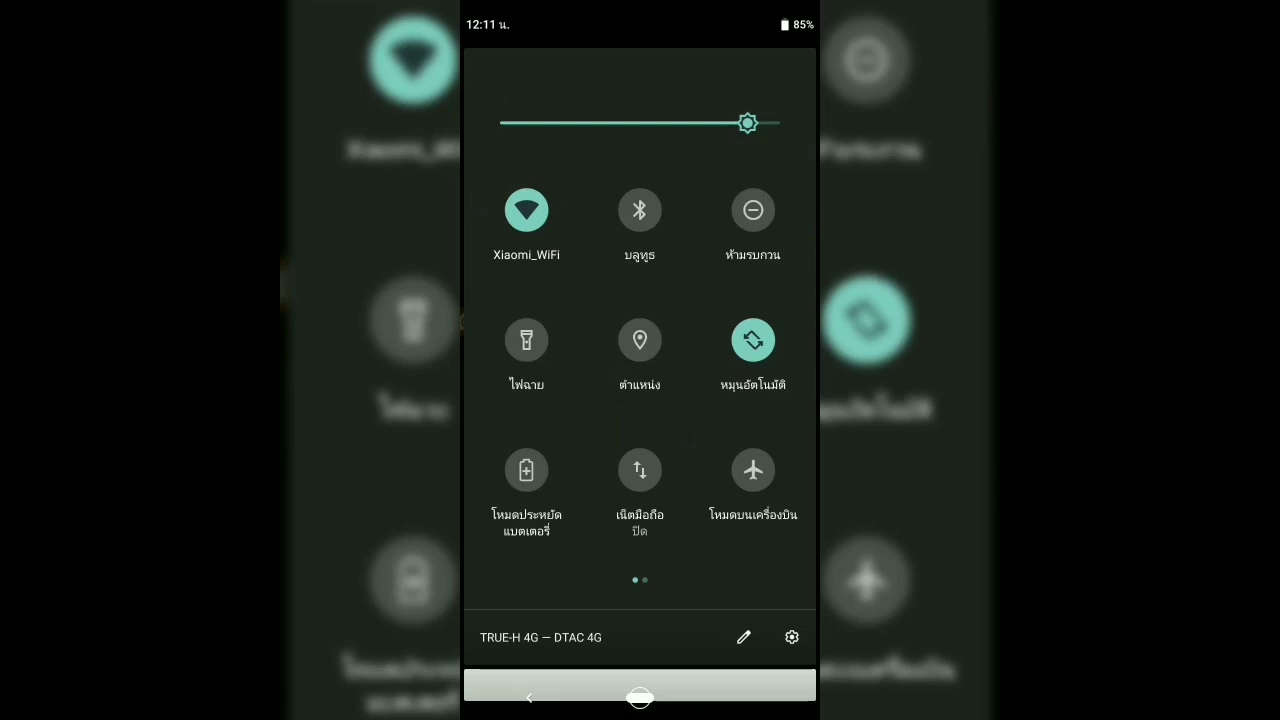 12:11 น.
85%
Xiaomi_WiFi
บลูทูธ
ห้ามรบกวน
ไฟฉาย
ตำแหน่ง
หมุนอัตโนมัติ
โหมดประหยัด
แบตเตอรี่
เน็ตมือถือ
ปิด
โหมดบนเครื่องบิน
TRUE-H 4G — DTAC 4G